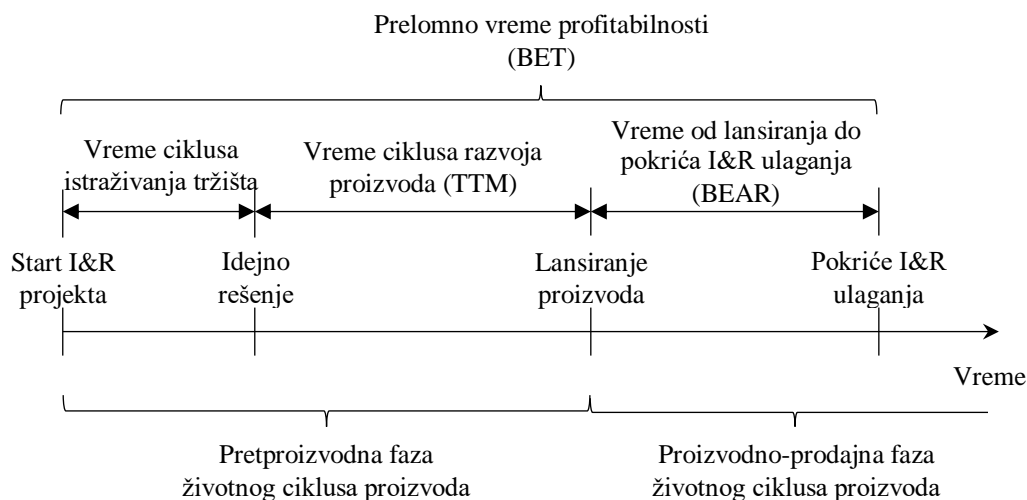 Prelomno vreme profitabilnosti
(BET)
Vreme ciklusa
istraživanja tržišta
Vreme ciklusa razvoja
proizvoda (TTM)
Vreme od lansiranja do
pokrića I&R ulaganja
(BEAR)
Start I&R
projekta
Idejno
rešenje
Lansiranje
proizvoda
Pokriće I&R
ulaganja
Vreme
Pretproizvodna faza
životnog ciklusa proizvoda
Proizvodno-prodajna faza
životnog ciklusa proizvoda